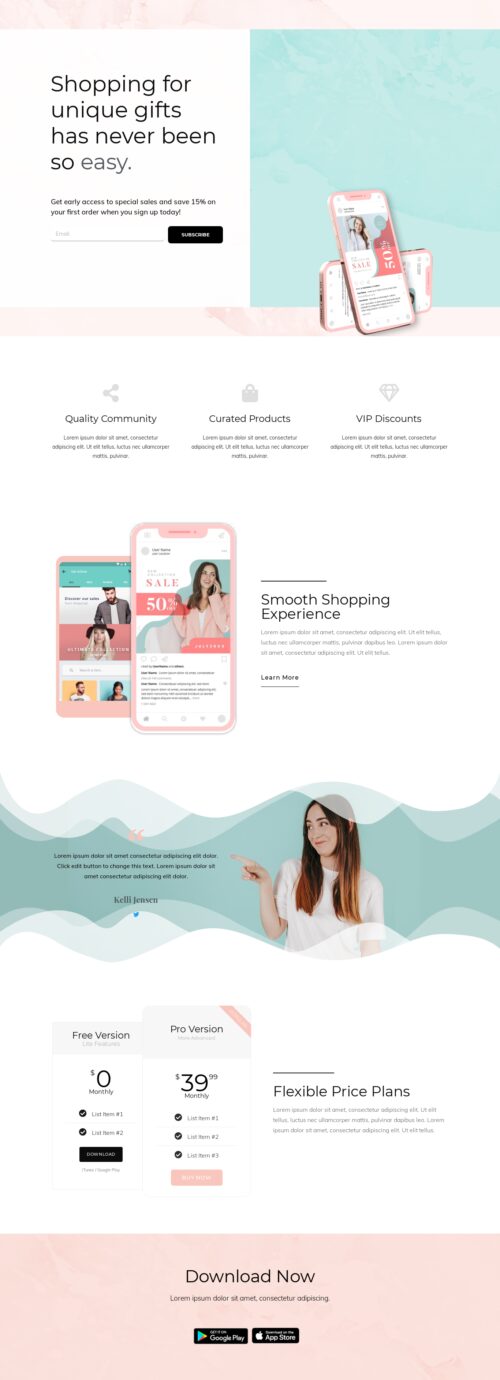 Shopping for
unique gifts
has never been
so easy.
Get early access to special sales and save 15% on
your first order when you sign up today!
Email
SUBSCRIBE
SALE
50%
Quality Community
Curated Products
VIP Discounts
Lorem ipsum dolor sit amet, consectetur
adipiscing elit. Ut elit tellus, luctus nec ullamcorper
mattis, pulvinar.
Lorem ipsum dolor sit amet, consectetur
adipiscing elit. Ut elit tellus, luctus nec ullamcorper
mattis, pulvinar.
Lorem ipsum dolor sit amet, consectetur
adipiscing elit. Ut elit tellus, luctus nec ullamcorper
mattis, pulvinar.
Discover our sales
ULTIMATE COLLECTION
User Name
SALE
50%
Smooth Shopping
Experience
Lorem ipsum dolor sit amet, consectetur adipiscing elit. Ut elit tellus,
luctus nec ullamcorper mattis, pulvinar dapibus leo. Lorem ipsum dolor
sit amet, consectetur adipiscing elit. Ut elit tellus.
Learn More
“
Lorem ipsum dolor sit amet consectetur adipiscing elit dolor.
Click edit button to change this text. Lorem ipsum dolor sit
amet consectetur adipiscing elit dolor.
Kelli Jensen
Free Version
Lite Features
$0
Monthly
List Item #1
List Item #2
DOWNLOAD
iTunes / Google Play
Pro Version
More Advanced
$39.99
Monthly
List Item #1
List Item #2
List Item #3
BUY NOW
Flexible Price Plans
Lorem ipsum dolor sit amet, consectetur adipiscing elit. Ut elit
tellus, luctus nec ullamcorper mattis, pulvinar dapibus leo. Lorem
ipsum dolor sit amet, consectetur adipiscing elit. Ut elit tellus.
Download Now
Lorem ipsum dolor sit amet, consectetur adipiscing.
GET IT ON
Google Play
Download on the
App Store